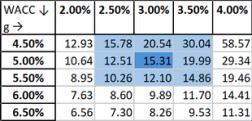 WACC ↓ 2.00% 2.50% 3.00% 3.50% 4.00%
g →
4.50% 12.93 15.78 20.54 30.04 58.57
5.00% 10.64 12.51 15.31 19.99 29.34
5.50% 8.95 10.26 12.10 14.86 19.46
6.00% 7.63 8.60 9.89 11.70 14.41
6.50% 6.56 7.30 8.26 9.53 11.31